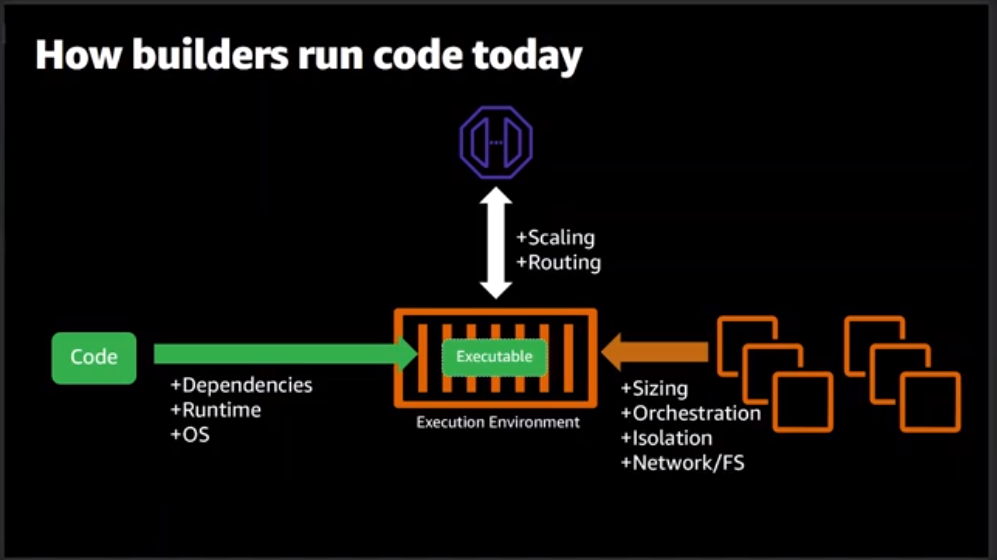 How builders run code today
+Scaling
+Routing
Code
Executable
+Dependencies
+Runtime
+OS
Execution Environment
+Sizing
+Orchestration
+Isolation
+Network/FS